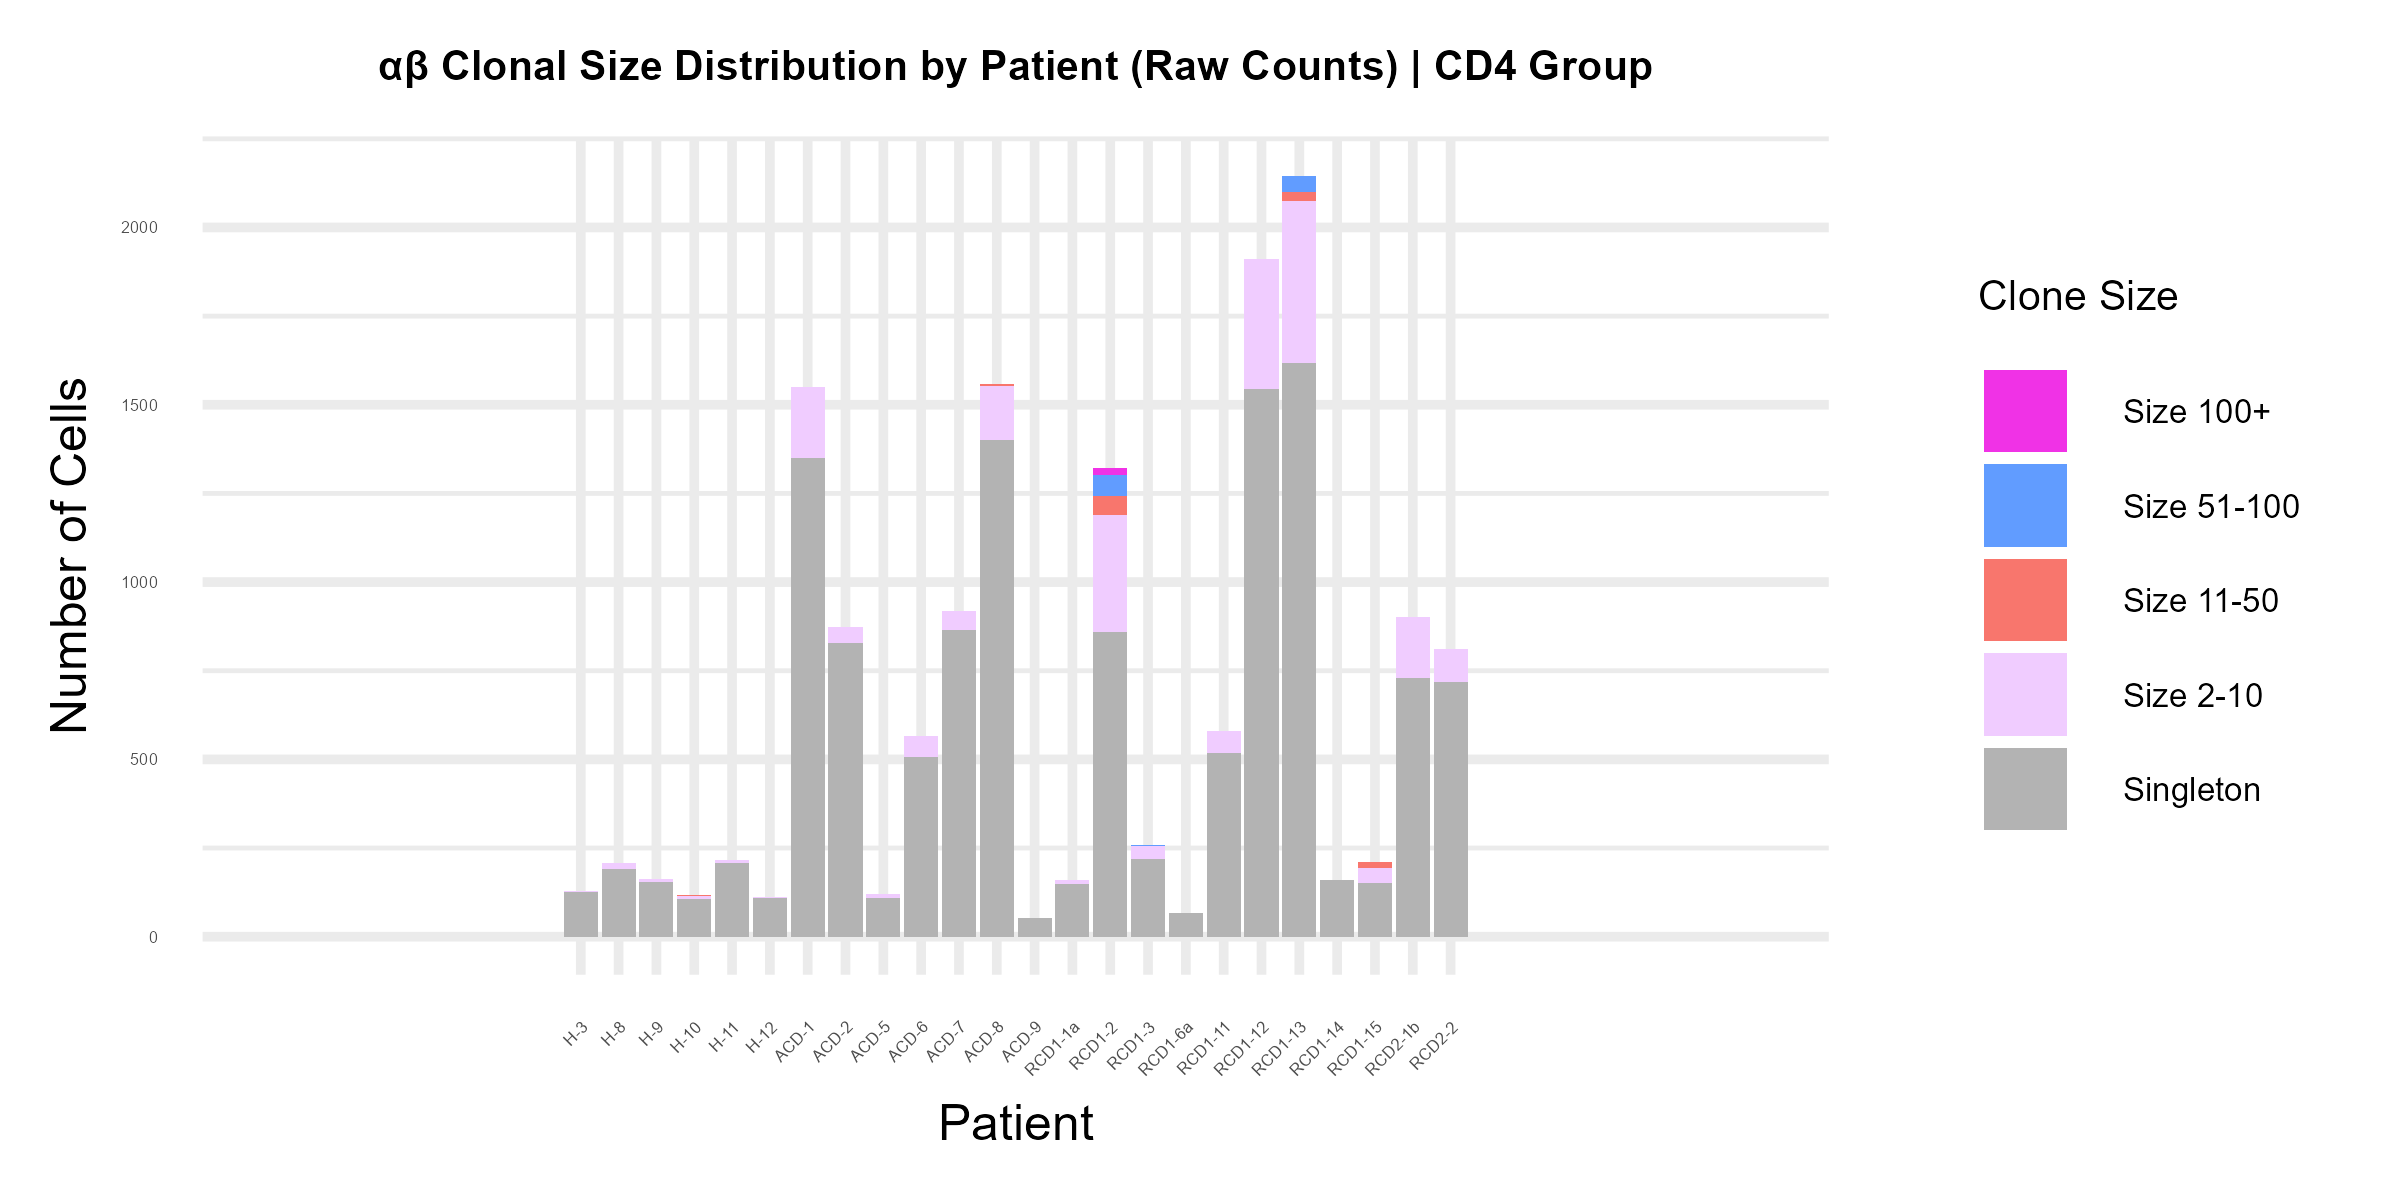 αβ Clonal Size Distribution by Patient (Raw Counts) | CD4 Group
Number of Cells
2000
1500
1000
500
0
H-3
H-8
H-9
H-10
H-11
H-12
ACD-1
ACD-2
ACD-5
ACD-6
ACD-7
ACD-8
ACD-9
RCD1-1a
RCD1-2
RCD1-3
RCD1-6a
RCD1-11
RCD1-12
RCD1-13
RCD1-14
RCD1-15
RCD2-1b
RCD2-2
Patient
Clone Size
Size 100+
Size 51-100
Size 11-50
Size 2-10
Singleton